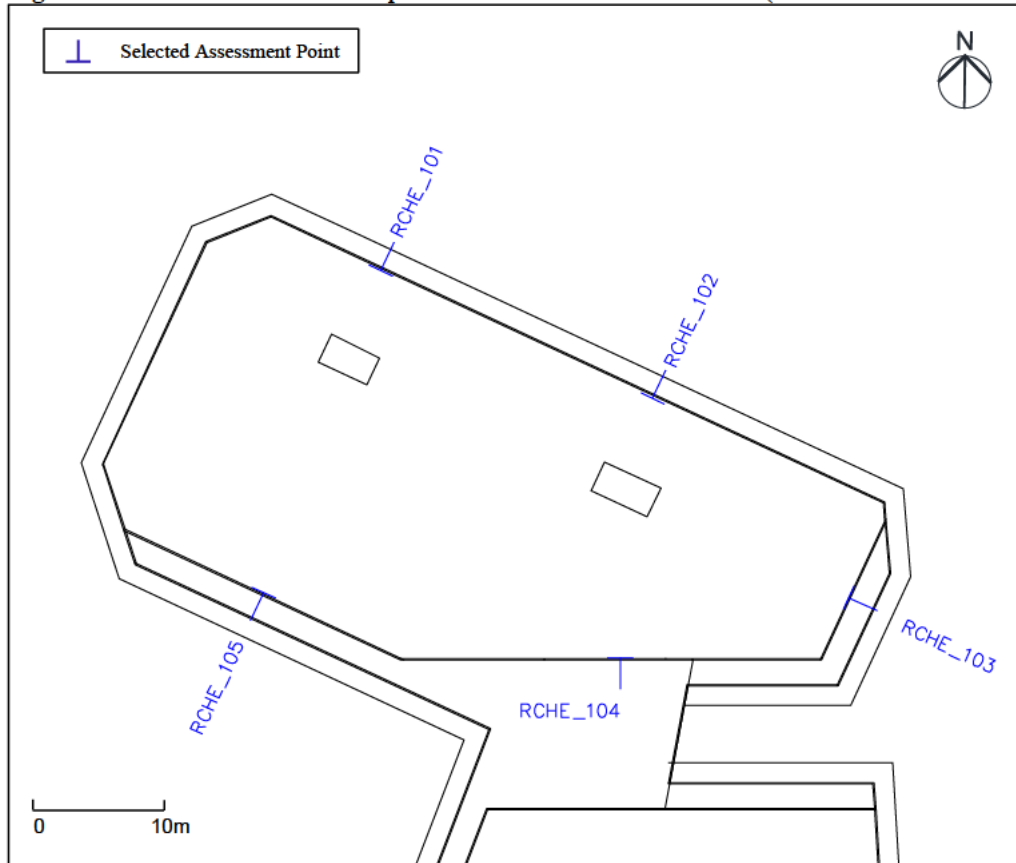 Selected Assessment Point
N
RCHE_101
RCHE_102
RCHE_103
RCHE_104
RCHE_105
0 10m